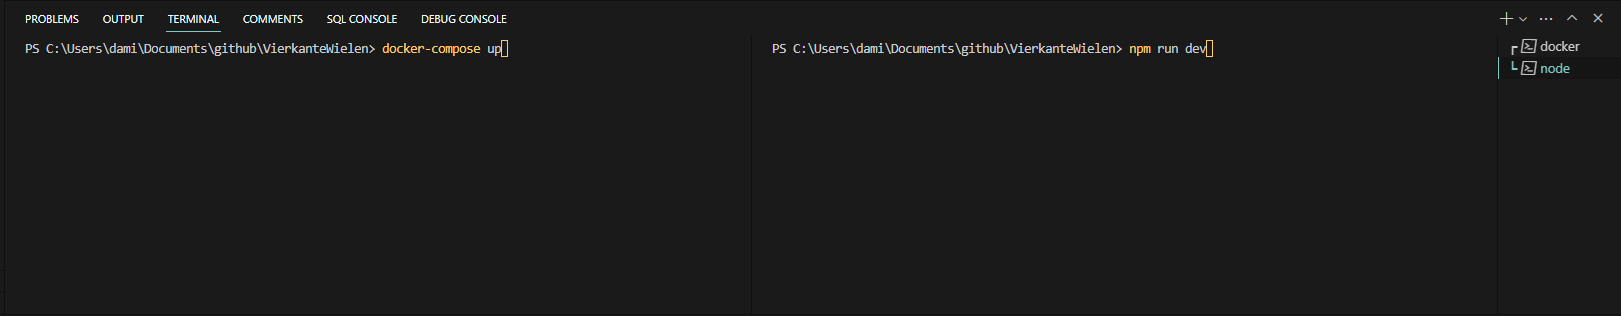 PROBLEMS OUTPUT TERMINAL COMMENTS SQL CONSOLE DEBUG CONSOLE
PS C:\Users\dami\Documents\github\VierkanteWielen> docker-compose up
PS C:\Users\dami\Documents\github\VierkanteWielen> npm run dev
docker
node